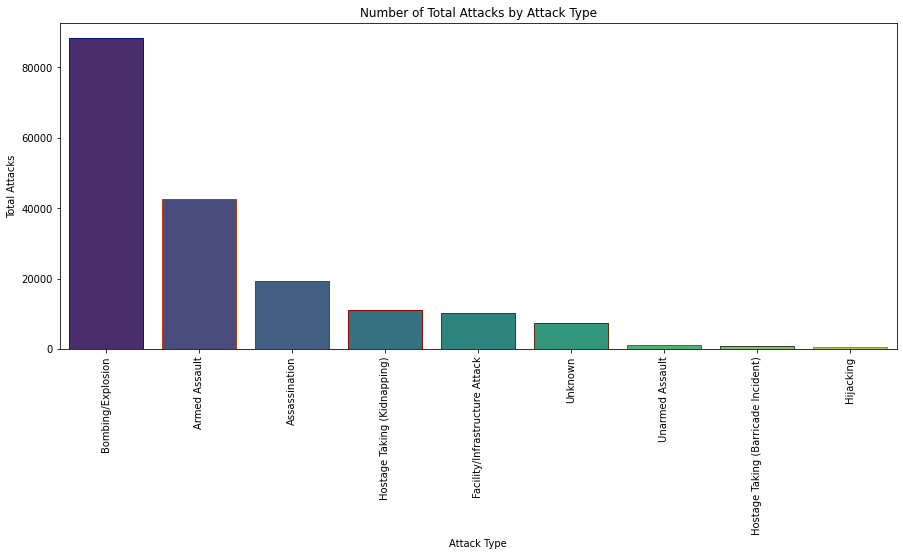 Number of Total Attacks by Attack Type
Total Attacks
80000
60000
40000
20000
0
Bombing/Explosion
Armed Assault
Assassination
Hostage Taking (Kidnapping)
Facility/Infrastructure Attack
Unknown
Unarmed Assault
Hostage Taking (Barricade Incident)
Hijacking
Attack Type